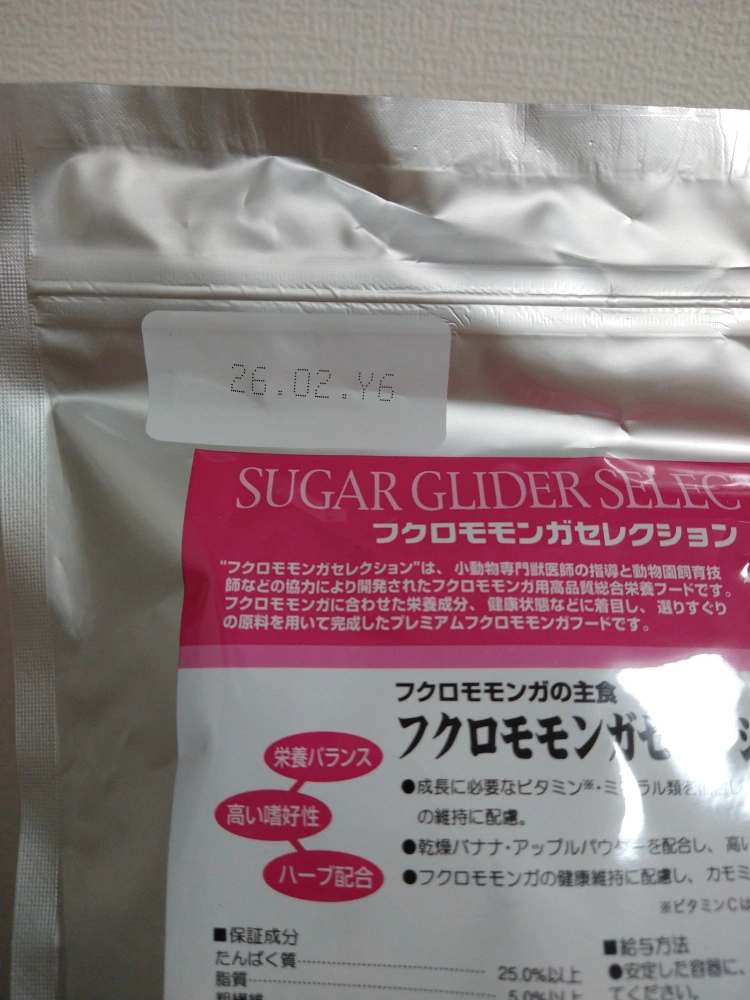 26.02.Y6
SUGAR GLIDER SELEC
フクロモモンガセレクション
"フクロモモンガセレクション"は、小動物専門獣医師の指導と動物園飼育技
師などの協力により開発されたフクロモモンガ用高品質総合栄養フードです。
フクロモモンガに合わせた栄養成分、健康状態などに着目し、選りすぐり
の原料を用いて完成したプレミアムフクロモモンガフードです。
フクロモモンガの主食
フクロモモンガセ
栄養バランス
高い嗜好性
ハーブ配合
●成長に必要なビタミン※・ミネラル類を
の維持に配慮。
●乾燥バナナ・アップルパウダーを配合し、高い
●フクロモモンガの健康維持に配慮し、カモミ
※ビタミンCは
■保証成分
たんぱく質 25.0%以上
脂質 5.0%以上
粗繊維
■給与方法
●安定した容器に、
てください。